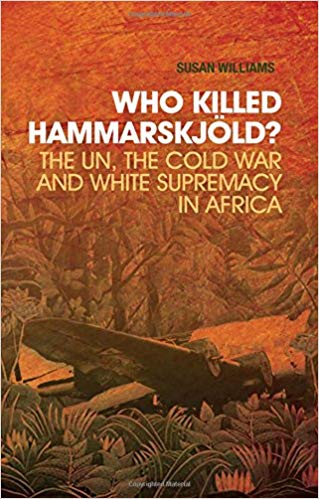 SUSAN WILLIAMS
WHO KILLED
HAMMARSKJÖLD?
THE UN, THE COLD WAR
AND WHITE SUPREMACY
IN AFRICA